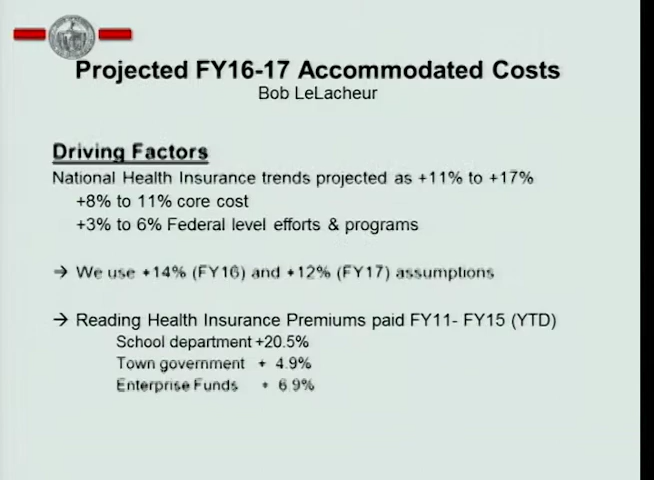 Projected FY16-17 Accommodated Costs
Bob LeLacheur
Driving Factors
National Health Insurance trends projected as +11% to +17%
+8% to 11% core cost
+3% to 6% Federal level efforts & programs
→ We use +14% (FY16) and +12% (FY17) assumptions
→ Reading Health Insurance Premiums paid FY11- FY15 (YTD)
School department +20.5%
Town government + 4.9%
Enterprise Funds + 6.9%